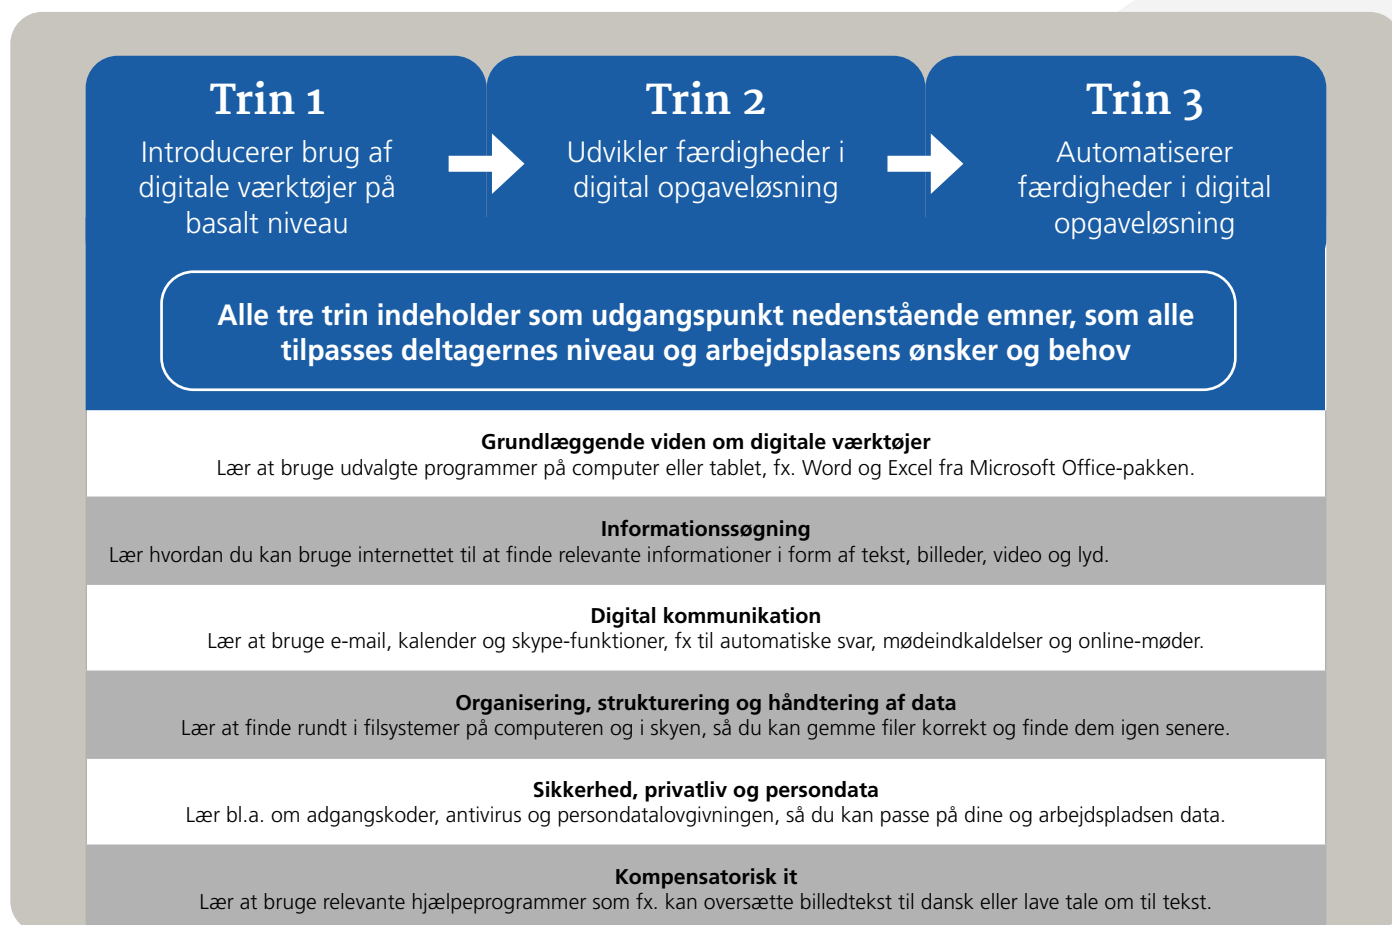 Trin 1
Introducerer brug af
digitale værktøjer på
basalt niveau
Trin 2
Udvikler færdigheder i
digital opgaveløsning
Trin 3
Automatiserer
færdigheder i digital
opgaveløsning
Alle tre trin indeholder som udgangspunkt nedenstående emner, som alle
tilpasses deltagernes niveau og arbejdsplasens ønsker og behov
Grundlæggende viden om digitale værktøjer
Lær at bruge udvalgte programmer på computer eller tablet, fx. Word og Excel fra Microsoft Office-pakken.
Informationssøgning
Lær hvordan du kan bruge internettet til at finde relevante informationer i form af tekst, billeder, video og lyd.
Digital kommunikation
Lær at bruge e-mail, kalender og skype-funktioner, fx til automatiske svar, mødeindkaldelser og online-møder.
Organisering, strukturering og håndtering af data
Lær at finde rundt i filsystemer på computeren og i skyen, så du kan gemme filer korrekt og finde dem igen senere.
Sikkerhed, privatliv og persondata
Lær bl.a. om adgangskoder, antivirus og persondatalovgivningen, så du kan passe på dine og arbejdspladsen data.
Kompensatorisk it
Lær at bruge relevante hjælpeprogrammer som fx. kan oversætte billedtekst til dansk eller lave tale om til tekst.